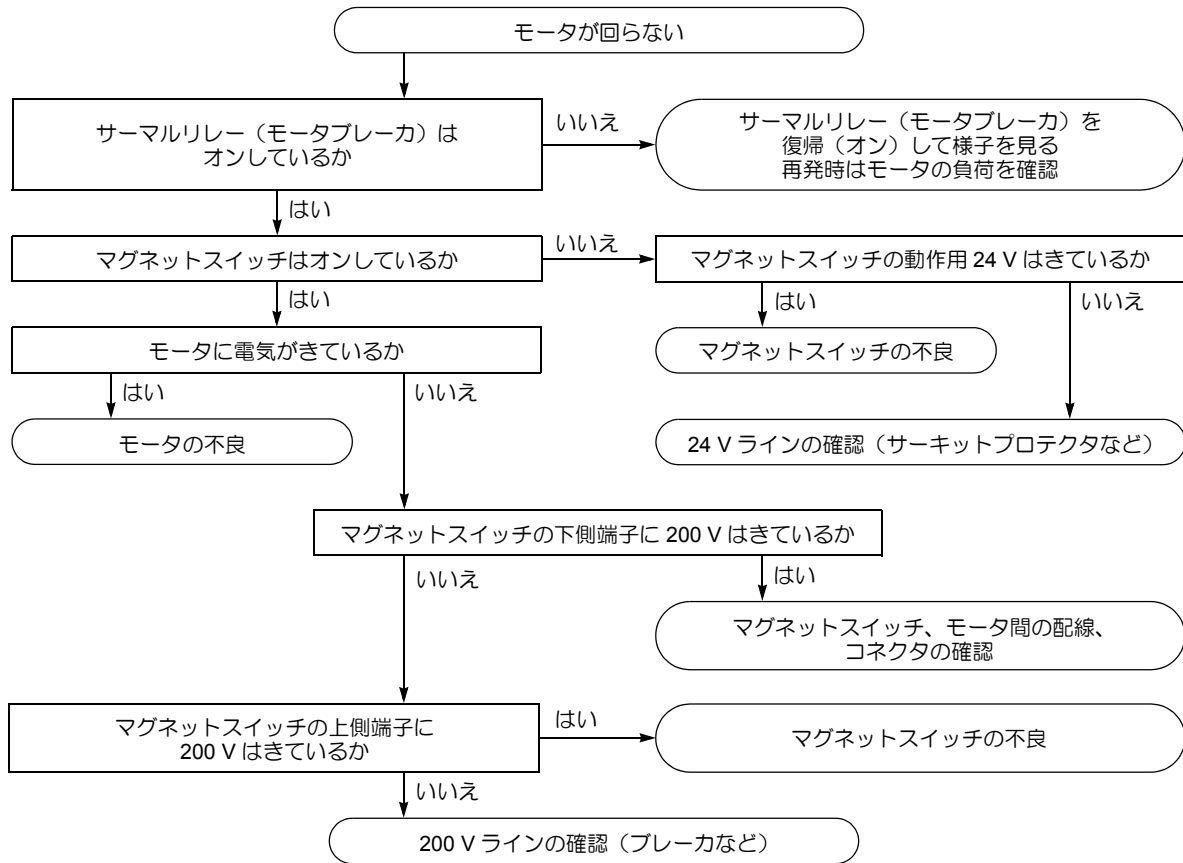 モータが回らない
サーマルリレー（モータブレーカ）は
オンしているか
いいえ
サーマルリレー（モータブレーカ）を
復帰（オン）して様子を見る
再発時はモータの負荷を確認
はい
マグネットスイッチはオンしているか
いいえ
マグネットスイッチの動作用 24 V はきているか
はい
はい
いいえ
モータに電気がきているか
マグネットスイッチの不良
はい
いいえ
モータの不良
24 V ラインの確認（サーキットプロテクタなど）
マグネットスイッチの下側端子に 200 V はきているか
いいえ
はい
マグネットスイッチ、モータ間の配線、
コネクタの確認
マグネットスイッチの上側端子に
200 V はきているか
はい
マグネットスイッチの不良
いいえ
200 V ラインの確認（ブレーカなど）